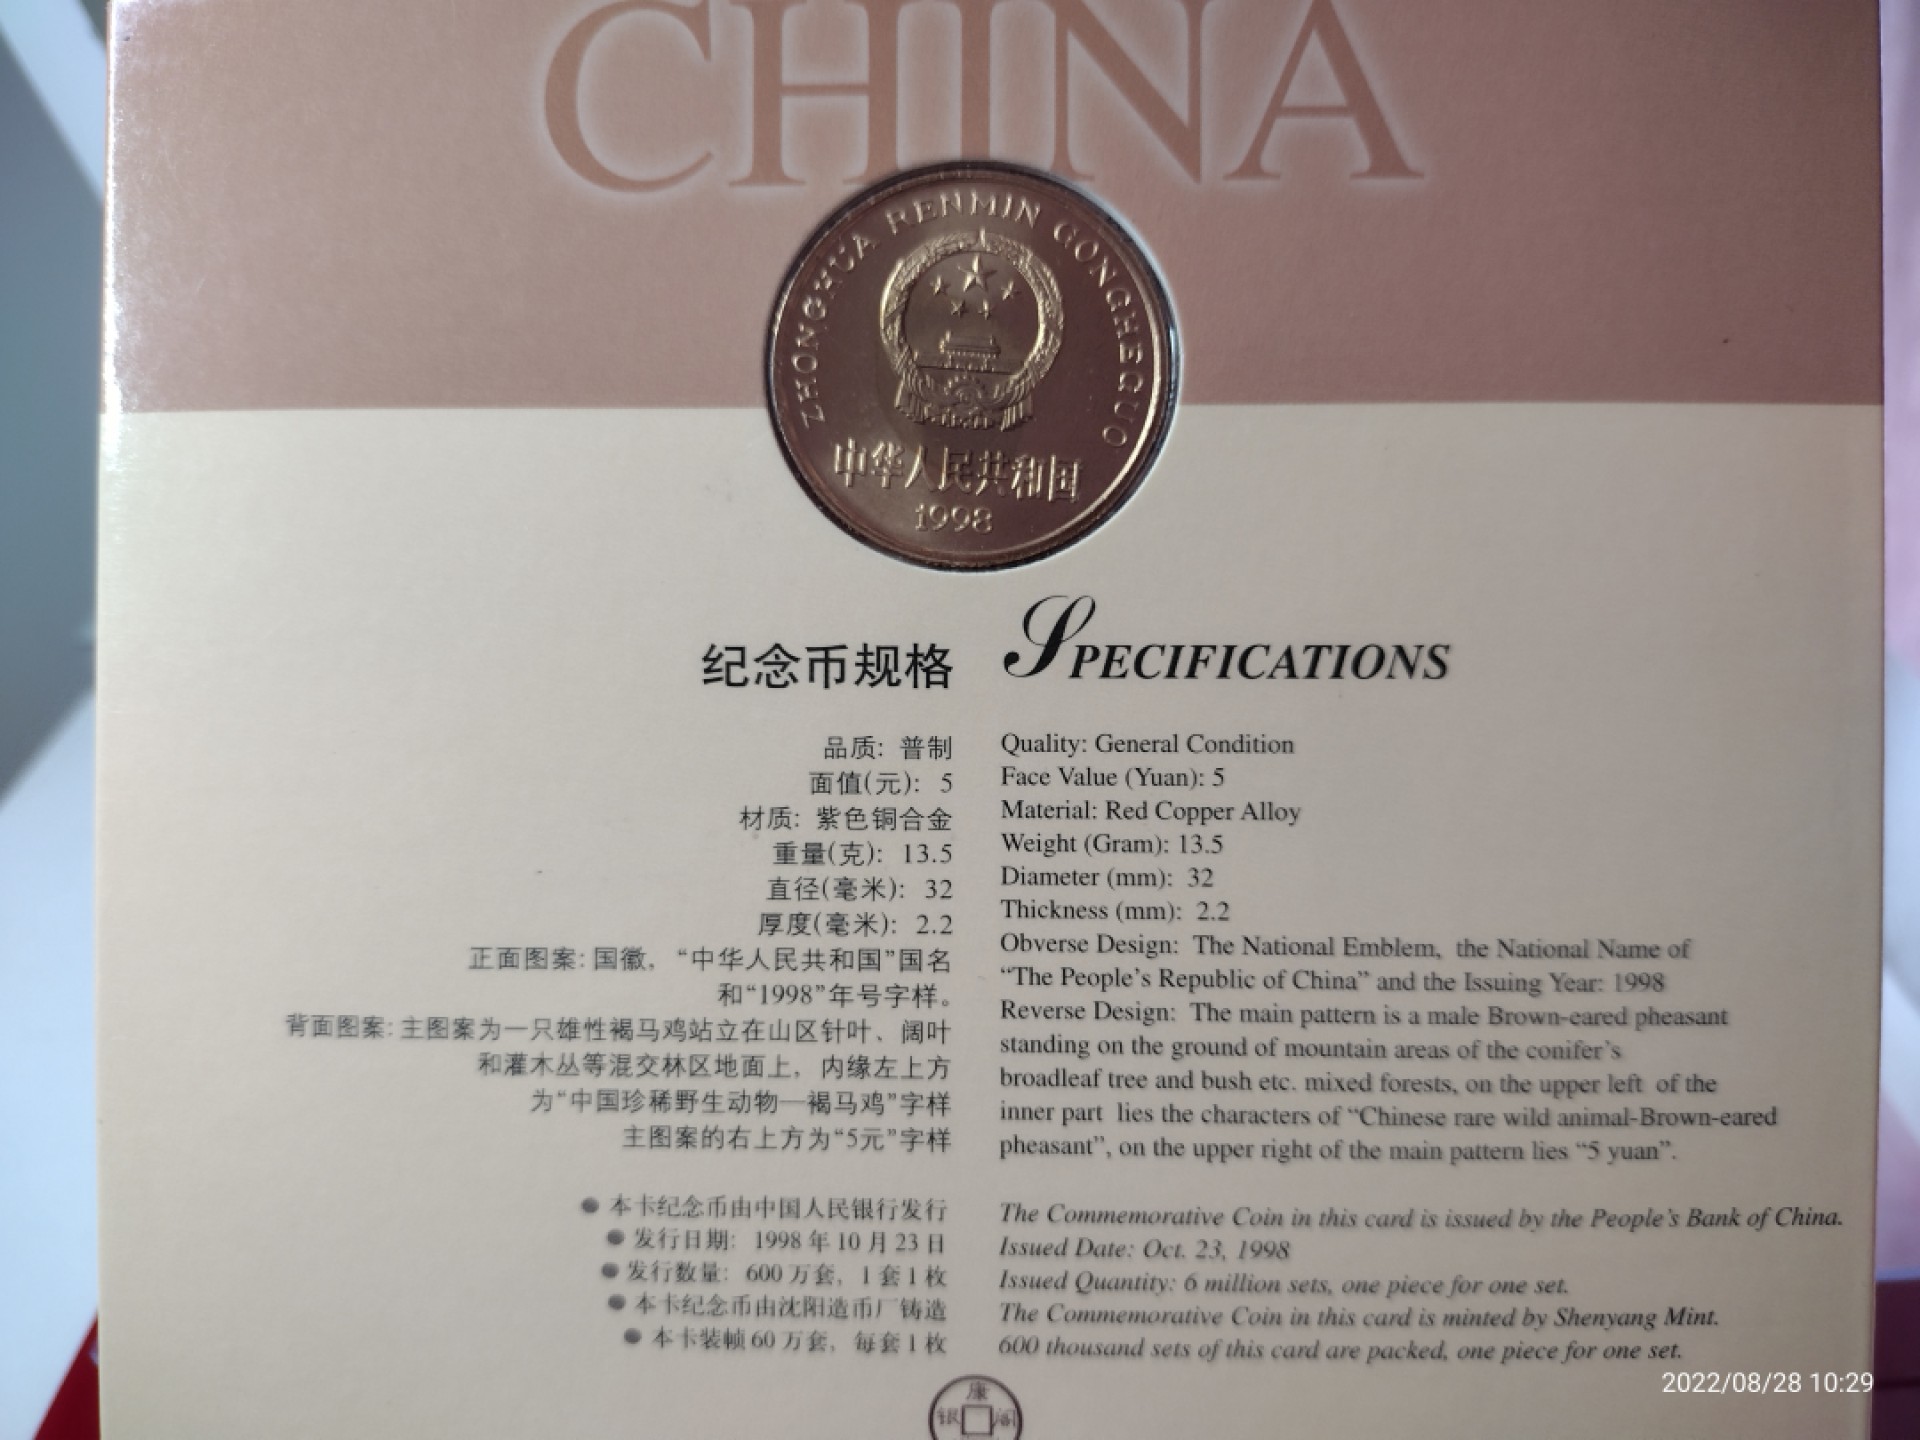 CHINA
ZHONGHUA RENMIN GONGHEGUO
中华人民共和国
1998
纪念币规格
品质: 普制
面值(元): 5
材质: 紫色铜合金
重量(克): 13.5
直径(毫米): 32
厚度(毫米): 2.2
正面图案: 国徽, “中华人民共和国”国名
和“1998”年号字样。
背面图案: 主图案为一只雄性褐马鸡站立在山区针叶、阔叶
和灌木丛等混交林区地面上, 内缘左上方
为“中国珍稀野生动物—褐马鸡”字样
主图案的右上方为“5元”字样
● 本卡纪念币由中国人民银行发行
● 发行日期: 1998 年 10 月 23 日
● 发行数量: 600 万套, 1 套 1 枚
● 本卡纪念币由沈阳造币厂铸造
● 本卡装帧 60 万套, 每套 1 枚
SPECIFICATIONS
Quality: General Condition
Face Value (Yuan): 5
Material: Red Copper Alloy
Weight (Gram): 13.5
Diameter (mm): 32
Thickness (mm): 2.2
Obverse Design: The National Emblem, the National Name of
“The People's Republic of China” and the Issuing Year: 1998
Reverse Design: The main pattern is a male Brown-eared pheasant
standing on the ground of mountain areas of the conifer's
broadleaf tree and bush etc. mixed forests, on the upper left of the
inner part lies the characters of “Chinese rare wild animal-Brown-eared
pheasant”, on the upper right of the main pattern lies “5 yuan”.
The Commemorative Coin in this card is issued by the People's Bank of China.
Issued Date: Oct. 23, 1998
Issued Quantity: 6 million sets, one piece for one set.
The Commemorative Coin in this card is minted by Shenyang Mint.
600 thousand sets of this card are packed, one piece for one set.
康
银 阁
2022/08/28 10:29